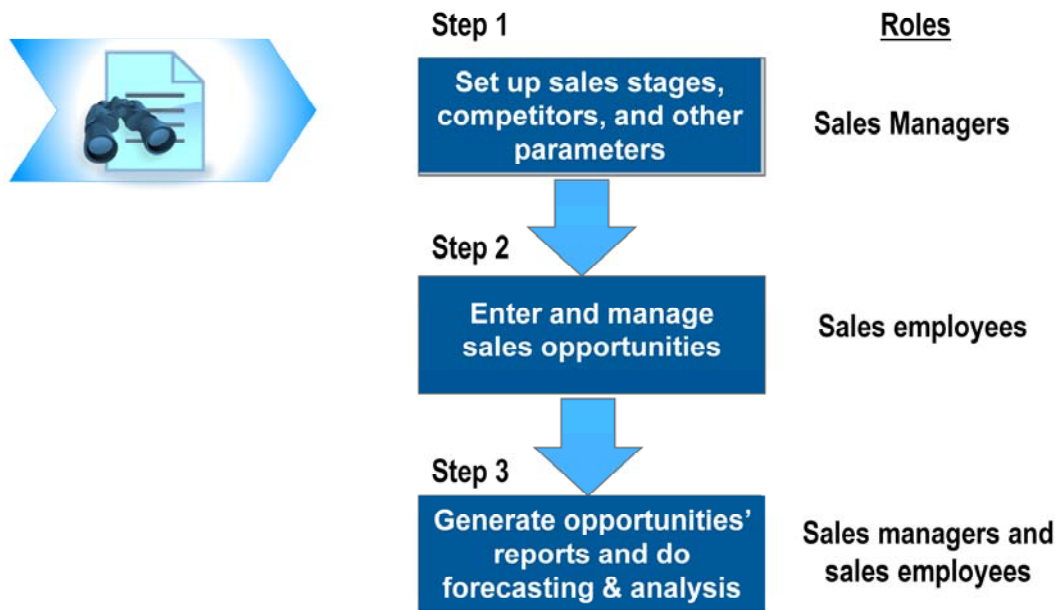 Step 1
Roles
Set up sales stages,
competitors, and other
parameters
Sales Managers
Step 2
Enter and manage
sales opportunities
Sales employees
Step 3
Generate opportunities’
reports and do
forecasting & analysis
Sales managers and
sales employees